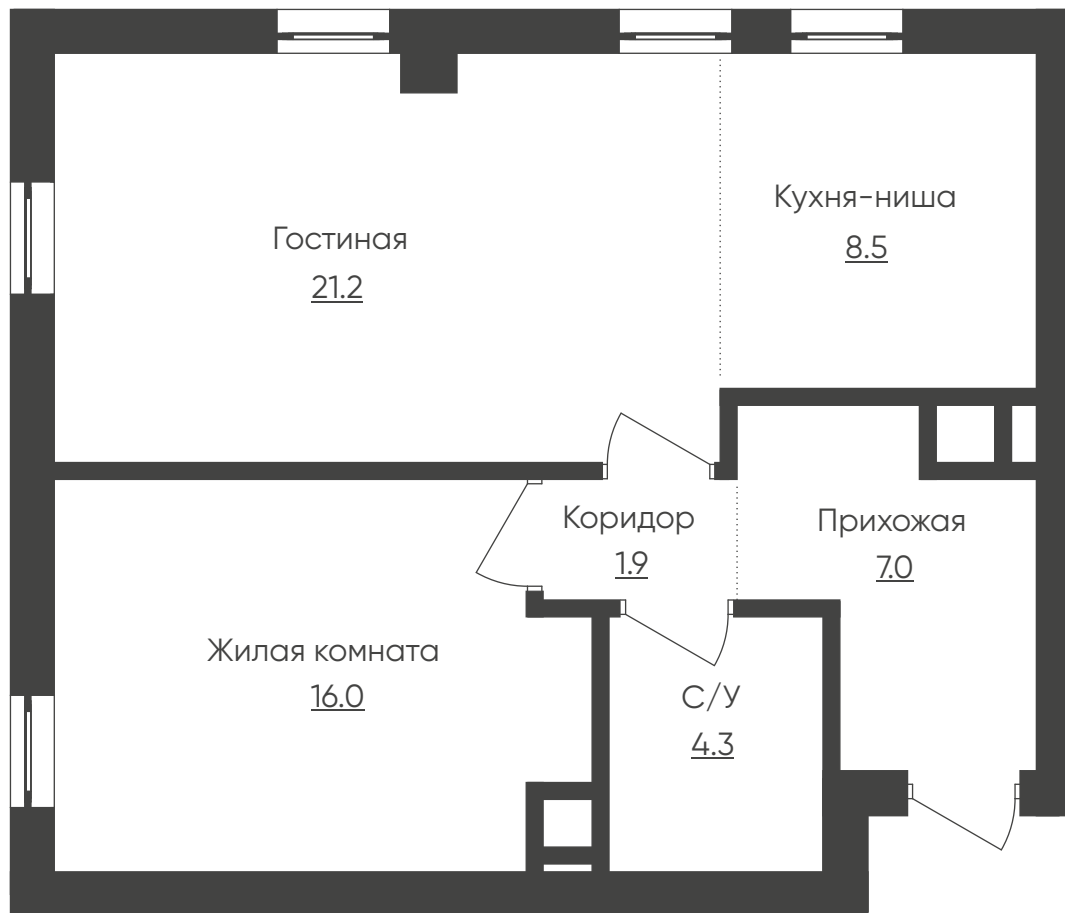 Кухня-ниша
8.5
Гостиная
21.2
Коридор
1.9
Прихожая
7.0
Жилая комната
16.0
С/У
4.3